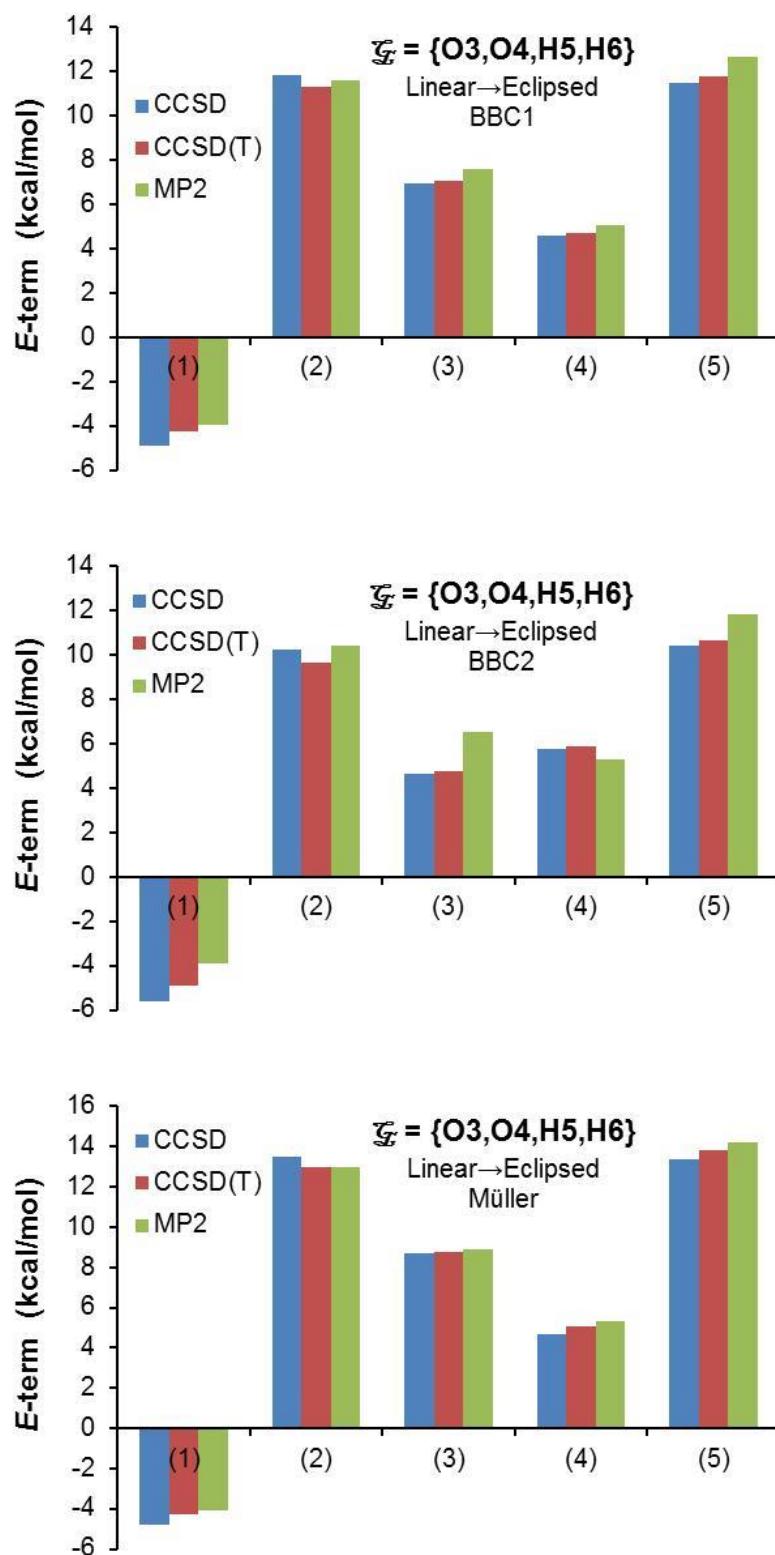 14
12
10
8
6
4
2
0
-2
-4
-6
E-term (kcal/mol)
CCSD
CCSD(T)
MP2
= {O3,O4,H5,H6}
Linear→Eclipsed
BBC1
(1)
(2)
(3)
(4)
(5)
14
12
10
8
6
4
2
0
-2
-4
-6
E-term (kcal/mol)
CCSD
CCSD(T)
MP2
= {O3,O4,H5,H6}
Linear→Eclipsed
BBC2
(1)
(2)
(3)
(4)
(5)
16
14
12
10
8
6
4
2
0
-2
-4
-6
E-term (kcal/mol)
CCSD
CCSD(T)
MP2
= {O3,O4,H5,H6}
Linear→Eclipsed
Müller
(1)
(2)
(3)
(4)
(5)